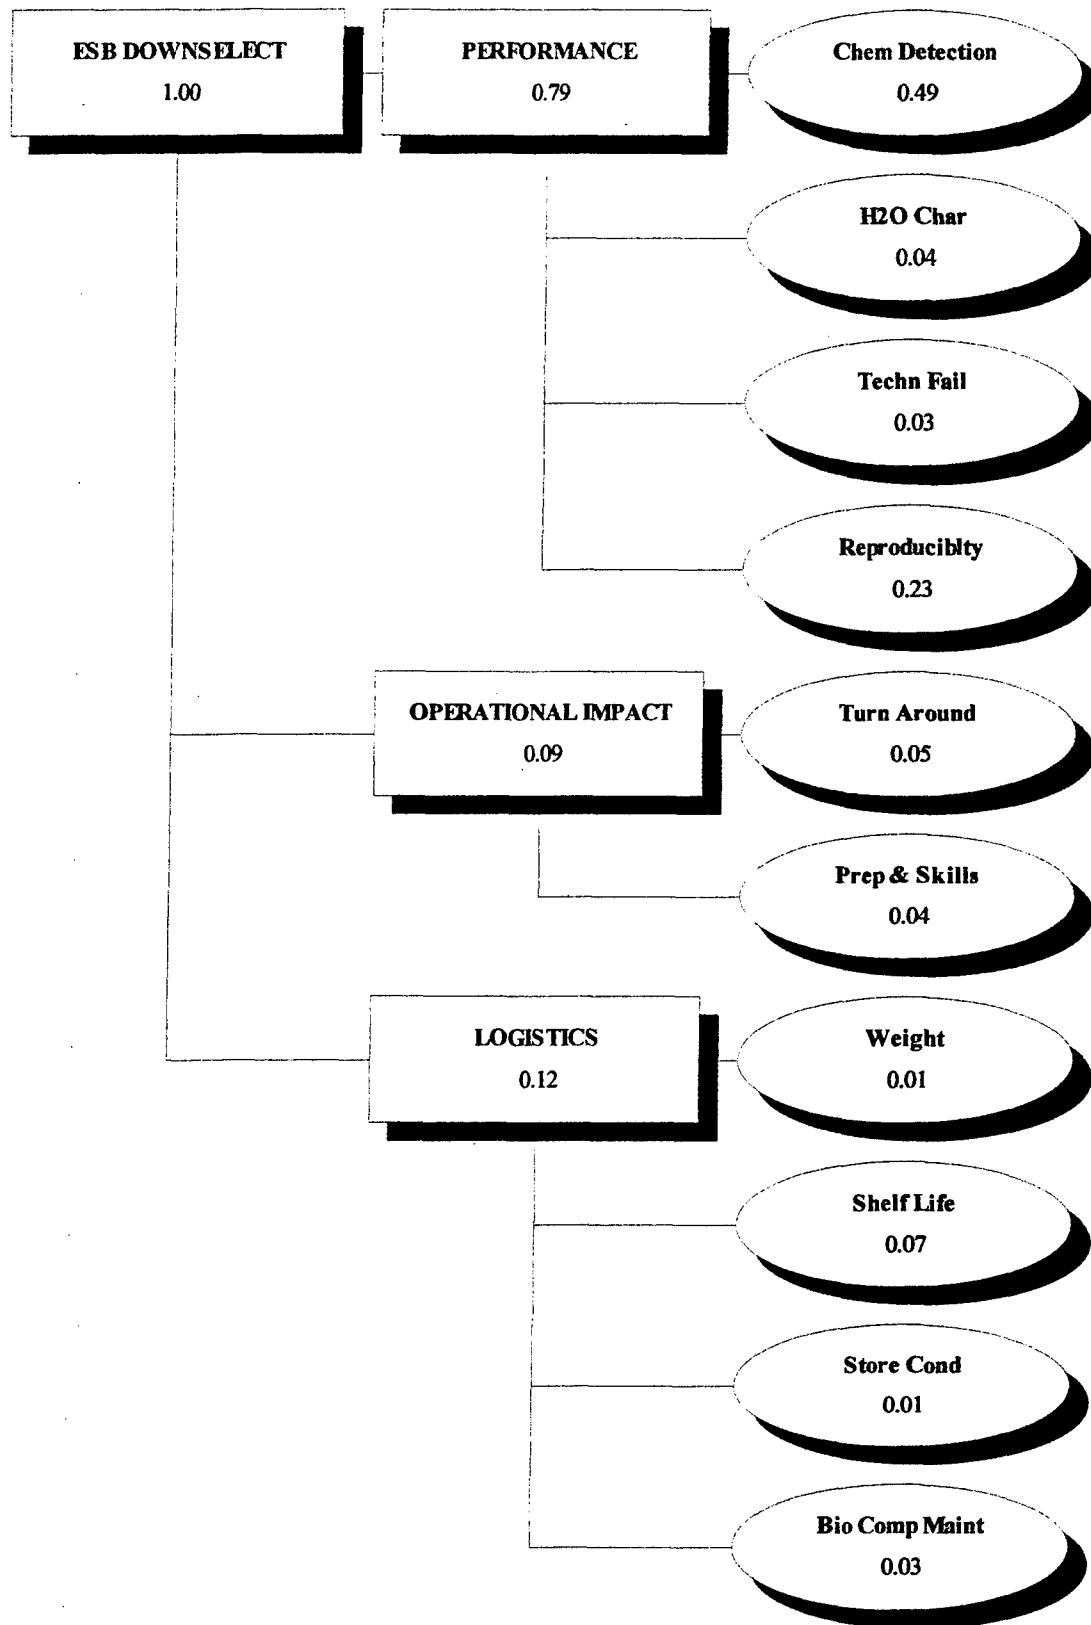 ESB DOWNSELECT
1.00
PERFORMANCE
0.79
Chem Detection
0.49
H2O Char
0.04
Techn Fail
0.03
Reproduciblty
0.23
OPERATIONAL IMPACT
0.09
Turn Around
0.05
Prep & Skills
0.04
LOGISTICS
0.12
Weight
0.01
Shelf Life
0.07
Store Cond
0.01
Bio Comp Maint
0.03